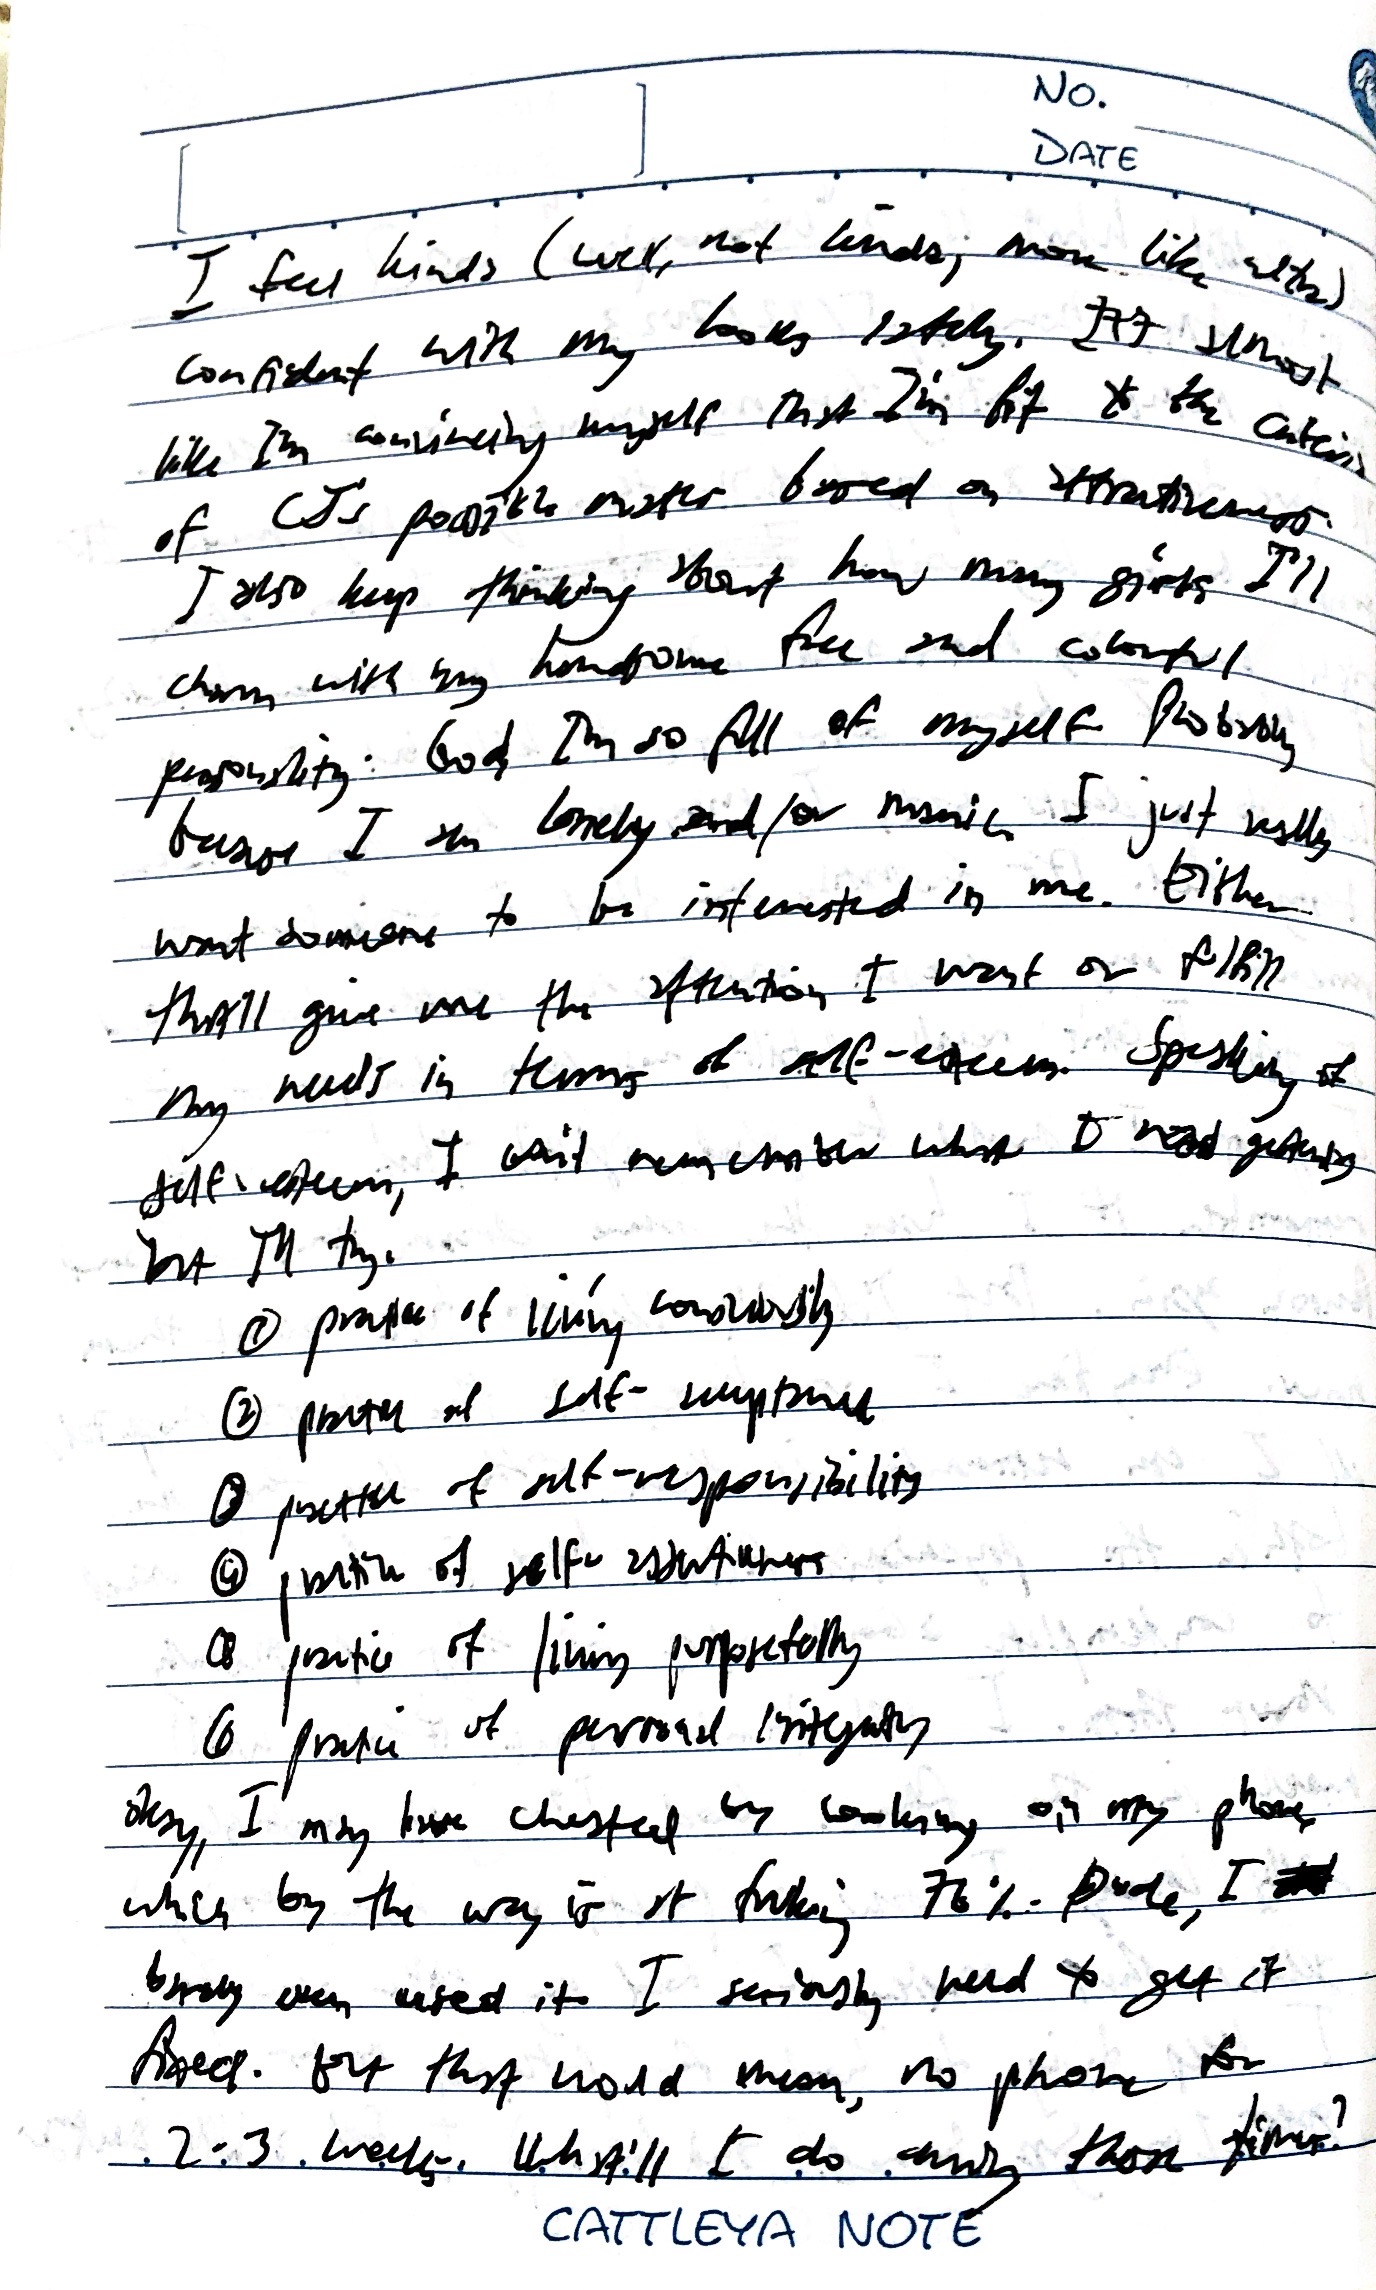 NO.
DATE
I feel kinda (well, not kinda, more like ultra)
confident with my looks lately. It's almost
like I'm convincing myself that I'm fit to the criteria
of CJ's possible mates based on attractiveness.
I also keep thinking about how many girls I'll
charm with my handsome face and colorful
personality. God, I'm so full of myself. Probably
because I am lonely and/or manic. I just really
want someone to be interested in me. Either
that'll give me the attention I want or fulfill
my needs in terms of self-esteem. Speaking of
self-esteem, I can't remember what I read yesterday
but I'll try.
① practice of living consciously
② practice of self-acceptance
③ practice of self-responsibility
④ practice of self-assertiveness
⑤ practice of living purposefully
⑥ practice of personal integrity
okay, I may have cheated by looking on my phone
which by the way is at fucking 76%. Dude, I
barely even used it. I seriously need to get it
fixed. But that would mean, no phone for
2-3 weeks. What'll I do during those times?
CATTLEYA NOTE